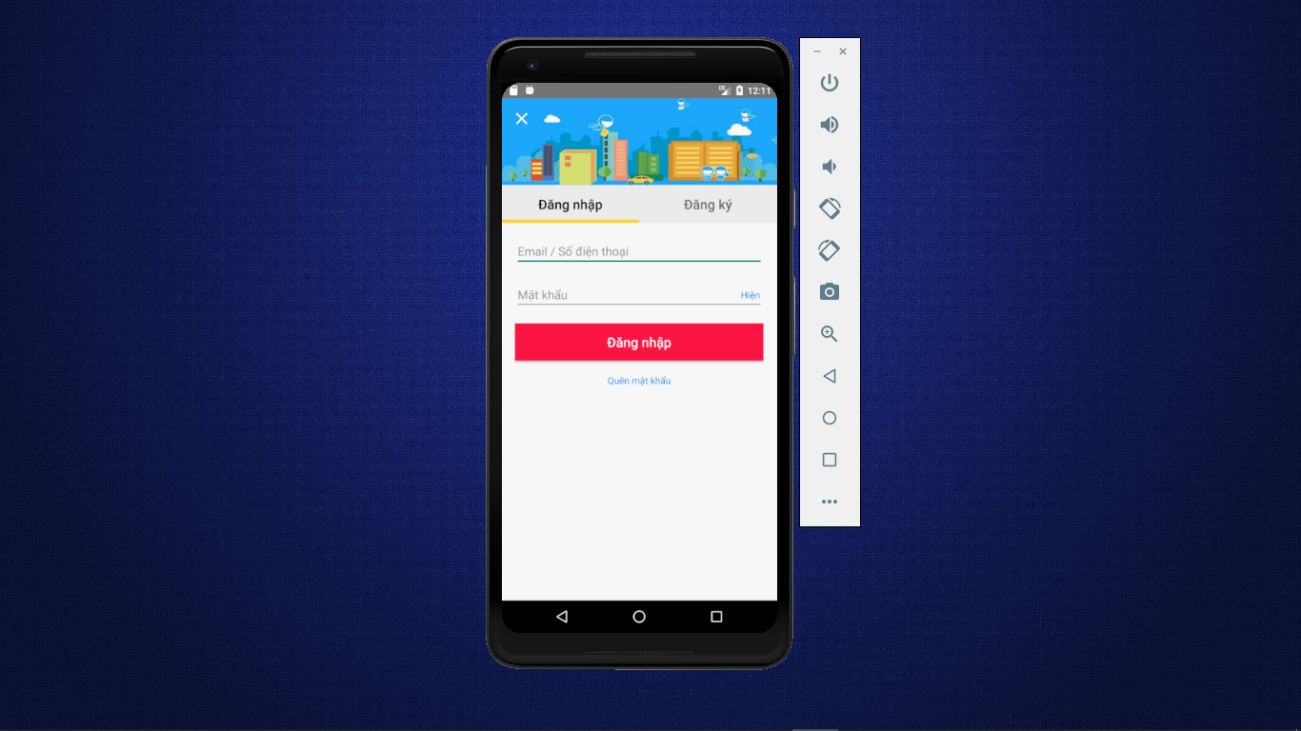 12:11
Đăng nhập
Đăng ký
Email / Số điện thoại
Mật khẩu
Hiện
Đăng nhập
Quên mật khẩu